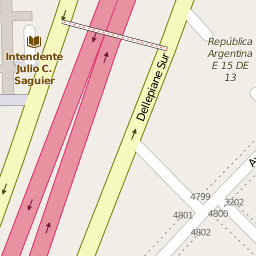 República
Argentina
E 15 DE
13
Intendente
Julio C.
Saguier
Dellepiane Sur
4799
3202
4801
4800
4802